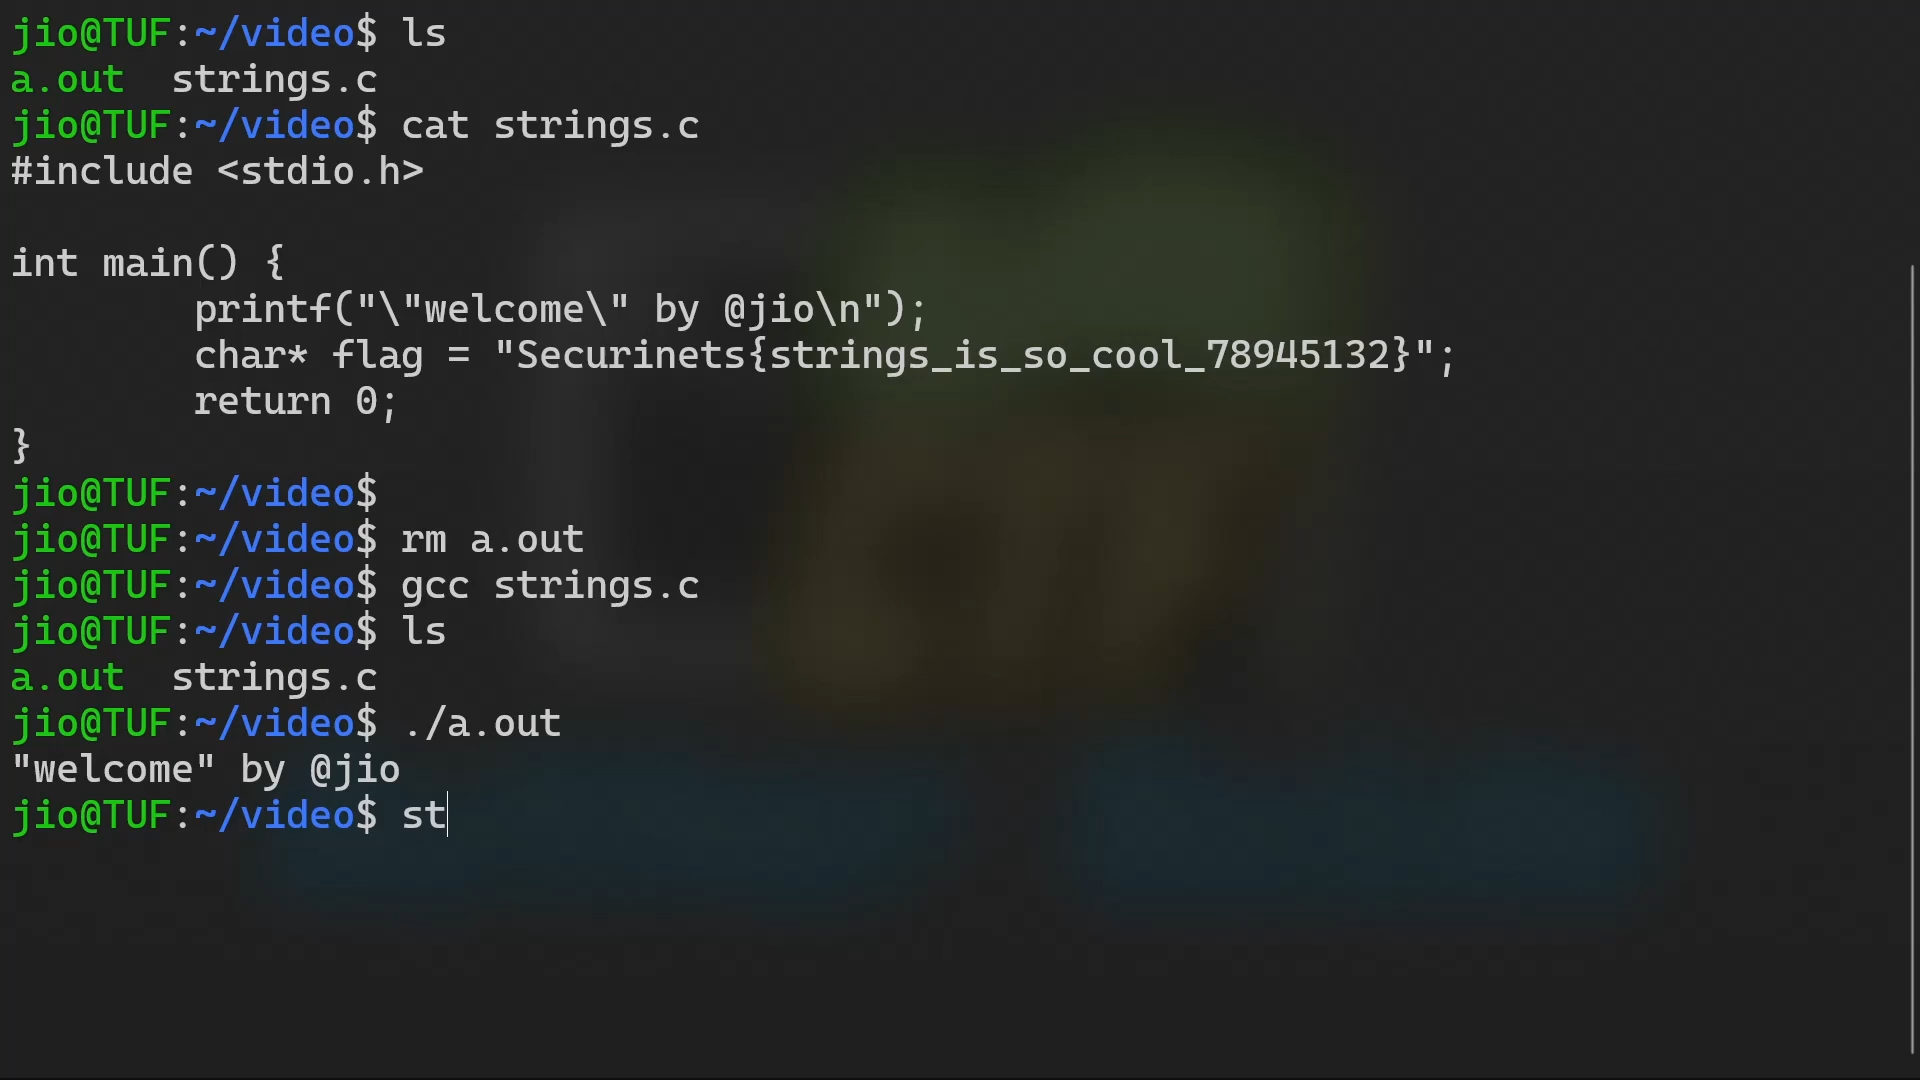 jio@TUF:~/video$ ls
a.out  strings.c
jio@TUF:~/video$ cat strings.c
#include <stdio.h>

int main() {
        printf("\"welcome\" by @jio\n");
        char* flag = "Securinets{strings_is_so_cool_78945132}";
        return 0;
}
jio@TUF:~/video$
jio@TUF:~/video$ rm a.out
jio@TUF:~/video$ gcc strings.c
jio@TUF:~/video$ ls
a.out  strings.c
jio@TUF:~/video$ ./a.out
"welcome" by @jio
jio@TUF:~/video$ st